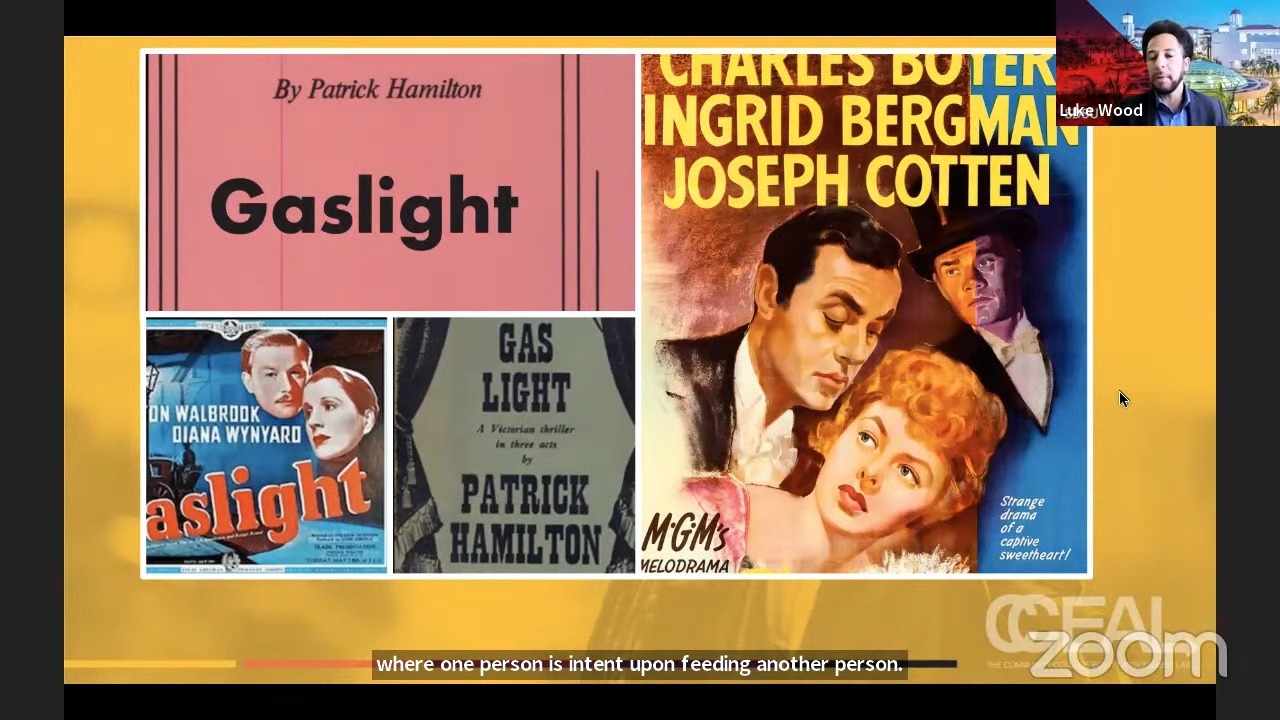 By Patrick Hamilton
Gaslight
CHARLES BOYER
INGRID BERGMAN
JOSEPH COTTEN
Strange
drama
of a
captive
sweetheart!
M·G·M's
MELODRAMA
ON WALBROOK
DIANA WYNYARD
aslight
GAS
LIGHT
A Victorian thriller
in three acts
by
PATRICK
HAMILTON
Luke Wood
CCEAL
zoom
where one person is intent upon feeding another person.